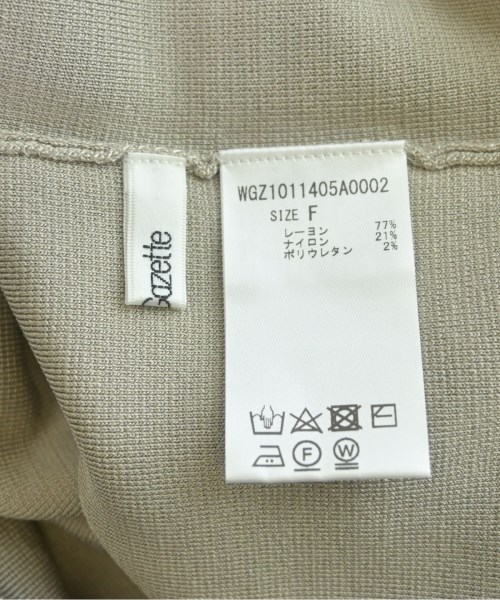 Gazette
WGZ1011405A0002
SIZE F
レーヨン 77%
ナイロン 21%
ポリウレタン 2%
F W